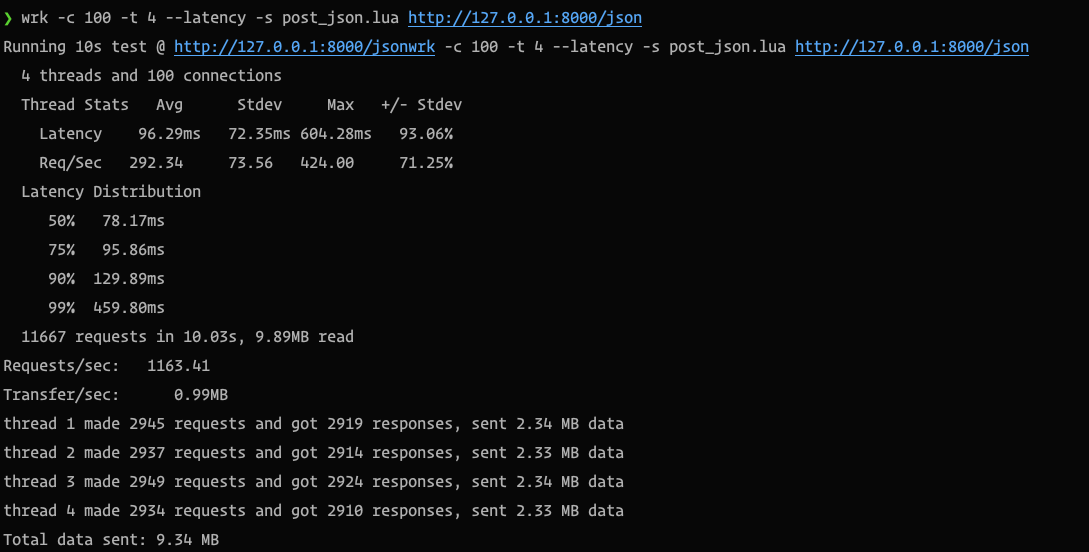 ❯ wrk -c 100 -t 4 --latency -s post_json.lua http://127.0.0.1:8000/json
Running 10s test @ http://127.0.0.1:8000/jsonwrk -c 100 -t 4 --latency -s post_json.lua http://127.0.0.1:8000/json
  4 threads and 100 connections
  Thread Stats   Avg      Stdev     Max   +/- Stdev
    Latency    96.29ms   72.35ms 604.28ms   93.06%
    Req/Sec   292.34     73.56   424.00     71.25%
  Latency Distribution
     50%   78.17ms
     75%   95.86ms
     90%  129.89ms
     99%  459.80ms
  11667 requests in 10.03s, 9.89MB read
Requests/sec:   1163.41
Transfer/sec:      0.99MB
thread 1 made 2945 requests and got 2919 responses, sent 2.34 MB data
thread 2 made 2937 requests and got 2914 responses, sent 2.33 MB data
thread 3 made 2949 requests and got 2924 responses, sent 2.34 MB data
thread 4 made 2934 requests and got 2910 responses, sent 2.33 MB data
Total data sent: 9.34 MB